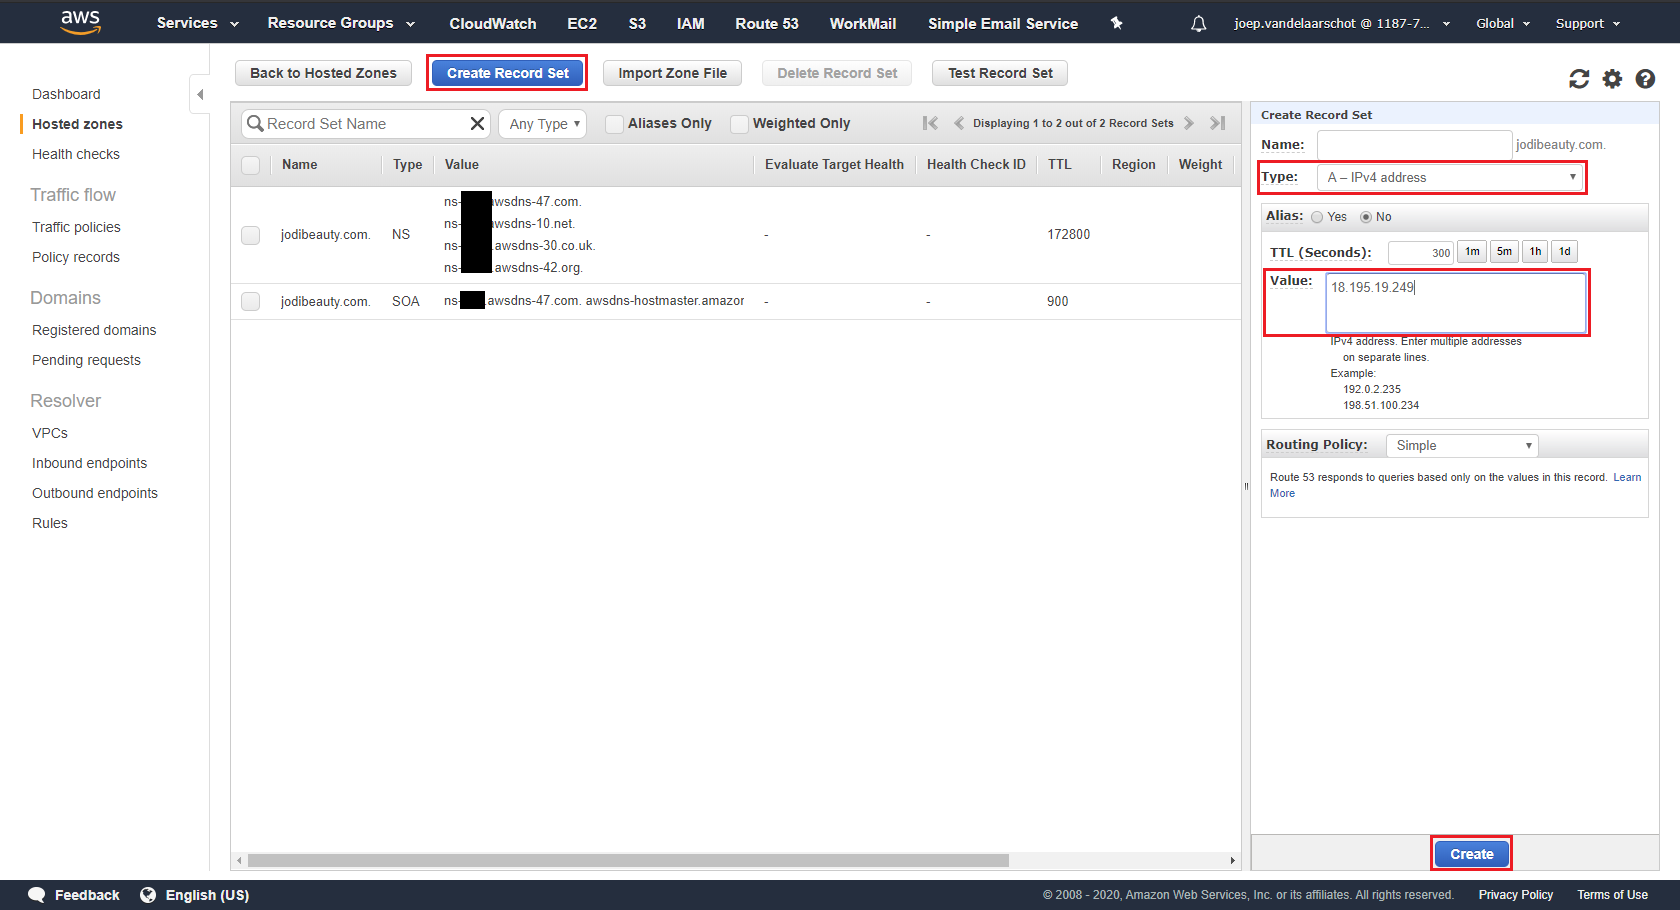 aws Services Resource Groups CloudWatch EC2 S3 IAM Route 53 WorkMail Simple Email Service joep.vandelaarschot @ 1187-7... Global Support
Back to Hosted Zones Create Record Set Import Zone File Delete Record Set Test Record Set
Dashboard
Hosted zones
Health checks
Traffic flow
Traffic policies
Policy records
Domains
Registered domains
Pending requests
Resolver
VPCs
Inbound endpoints
Outbound endpoints
Rules
Record Set Name Any Type Aliases Only Weighted Only Displaying 1 to 2 out of 2 Record Sets
Name Type Value Evaluate Target Health Health Check ID TTL Region Weight
ns- awsdns-47.com.
ns- awsdns-10.net.
jodibeauty.com. NS - - 172800
ns- .awsdns-30.co.uk.
ns- .awsdns-42.org.
jodibeauty.com. SOA ns- .awsdns-47.com. awsdns-hostmaster.amazor - - 900
Create Record Set
Name: jodibeauty.com.
Type: A – IPv4 address
Alias: Yes No
TTL (Seconds): 300 1m 5m 1h 1d
Value: 18.195.19.249
IPv4 address. Enter multiple addresses
on separate lines.
Example:
192.0.2.235
198.51.100.234
Routing Policy: Simple
Route 53 responds to queries based only on the values in this record. Learn
More
Create
Feedback English (US) © 2008 - 2020, Amazon Web Services, Inc. or its affiliates. All rights reserved. Privacy Policy Terms of Use